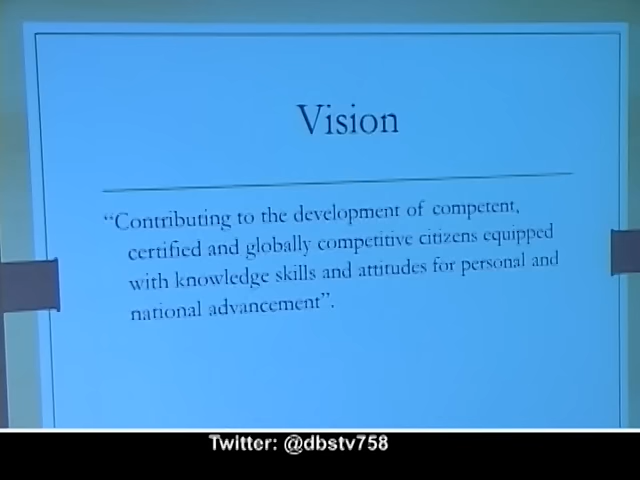 Vision
“Contributing to the development of competent,
certified and globally competitive citizens equipped
with knowledge skills and attitudes for personal and
national advancement”.
Twitter: @dbstv758